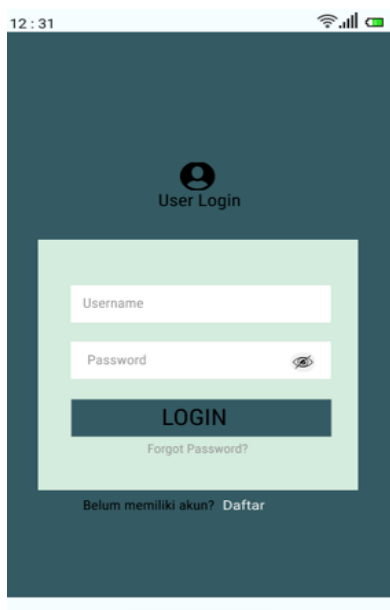 12 : 31
User Login
Username
Password
LOGIN
Forgot Password?
Belum memiliki akun? Daftar